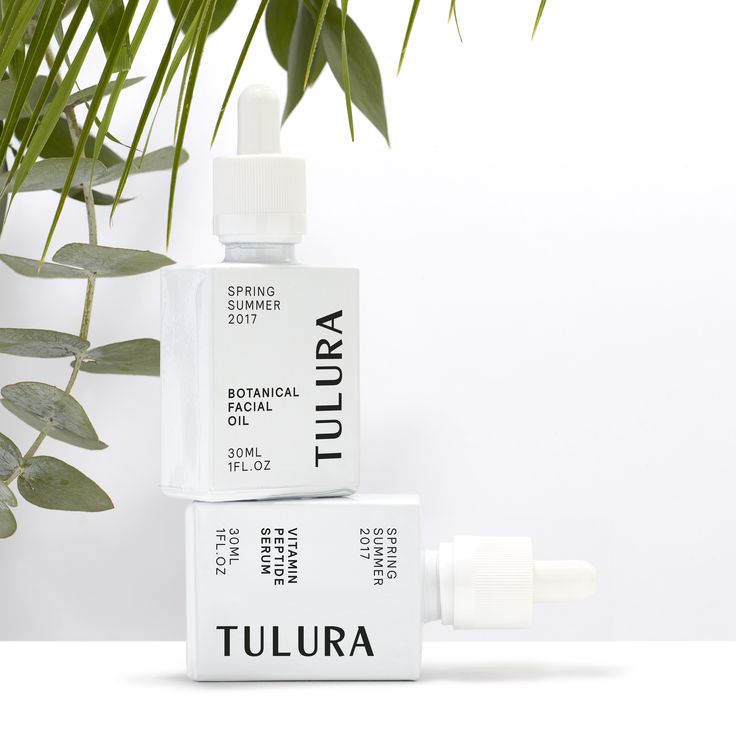 SPRING
SUMMER
2017
BOTANICAL
FACIAL
OIL
30ML
1FL.OZ
TULURA
SPRING
SUMMER
2017
VITAMIN
PEPTIDE
SERUM
30ML
1FL.OZ
TULURA